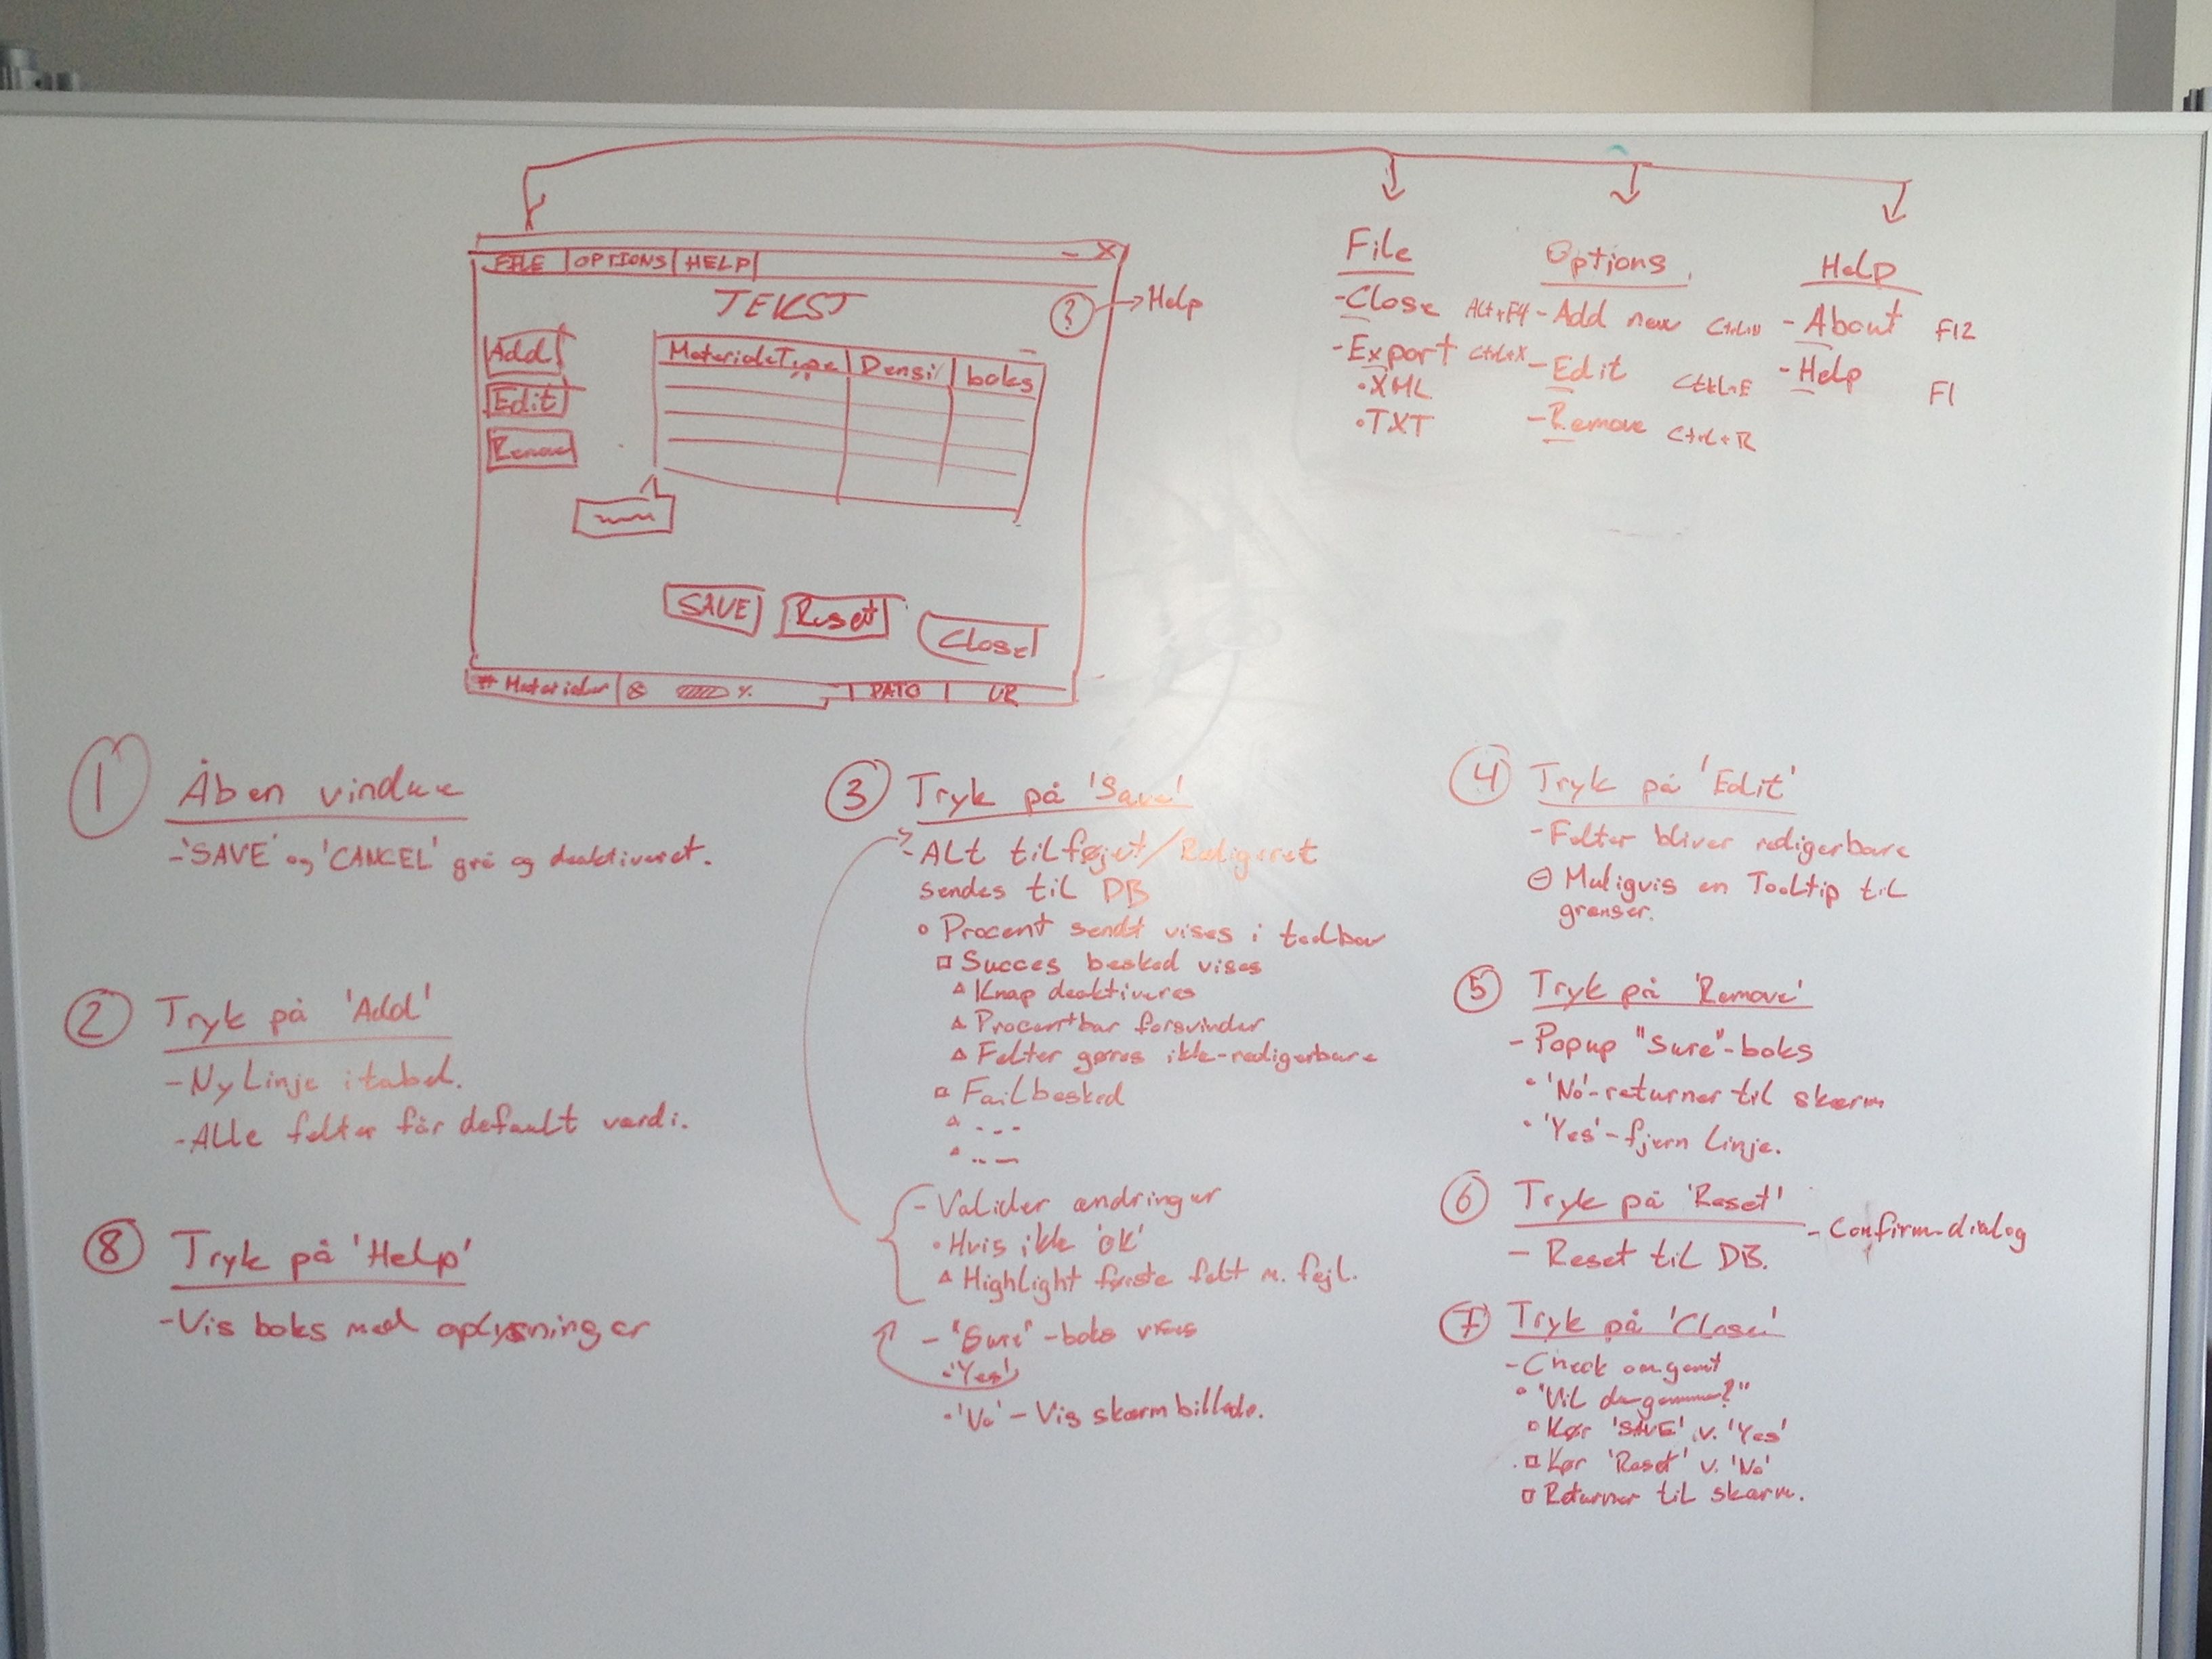 FILE OPTIONS HELP - X
TEKST
? → Help
Add
Edit
Remove
MaterialeType Densi boks
SAVE Reset Close
# Materialer ⊗ % DATO UR
File
- Close Alt+F4
- Export Ctrl+X
• XML
• TXT
Options
- Add new Ctrl+N
- Edit Ctrl+E
- Remove Ctrl+R
Help
- About F12
- Help F1
1 Åben vindue
- 'SAVE' og 'CANCEL' grå og deaktiveret.
2 Tryk på 'Add'
- Ny linje i tabel.
- Alle felter får default værdi.
8 Tryk på 'Help'
- Vis boks med oplysninger
3 Tryk på 'Save'
- Alt tilføjet/Redigeret
sendes til DB
Procent sendt vises i toolbar
Succes besked vises
Knap deaktiveres
Procentbar forsvinder
Felter gøres ikke-redigerbare
Failbesked
---
---
- Valider ændringer
• Hvis ikke 'OK'
Highlight første felt m. fejl.
- "Sure"-boks vises
• 'Yes'
• 'No' - Vis skærmbillede.
4 Tryk på 'Edit'
- Felter bliver redigerbare
Muligvis en Tooltip til
grænser.
5 Tryk på 'Remove'
- Popup "Sure"-boks
• 'No' - returner til skærm
• 'Yes' - fjern linje.
6 Tryk på 'Reset'
- Confirm-dialog
- Reset til DB.
7 Tryk på 'Close'
- Check om gemt
• "Vil du gemme?"
Kør 'SAVE' v. 'Yes'
Kør 'Reset' v. 'No'
Returner til skærm.